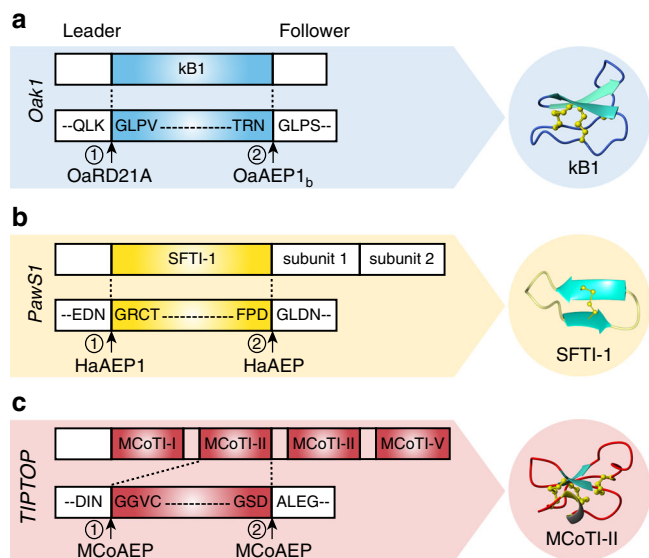 a
Leader Follower
Oak1
kB1
--QLK GLPV ------------ TRN GLPS--
① ②
OaRD21A OaAEP1b
kB1
b
PawS1
SFTI-1 subunit 1 subunit 2
--EDN GRCT ------------ FPD GLDN--
① ②
HaAEP1 HaAEP
SFTI-1
c
TIPTOP
MCoTI-I MCoTI-II MCoTI-II MCoTI-V
--DIN GGVC ------------ GSD ALEG--
① ②
MCoAEP MCoAEP
MCoTI-II